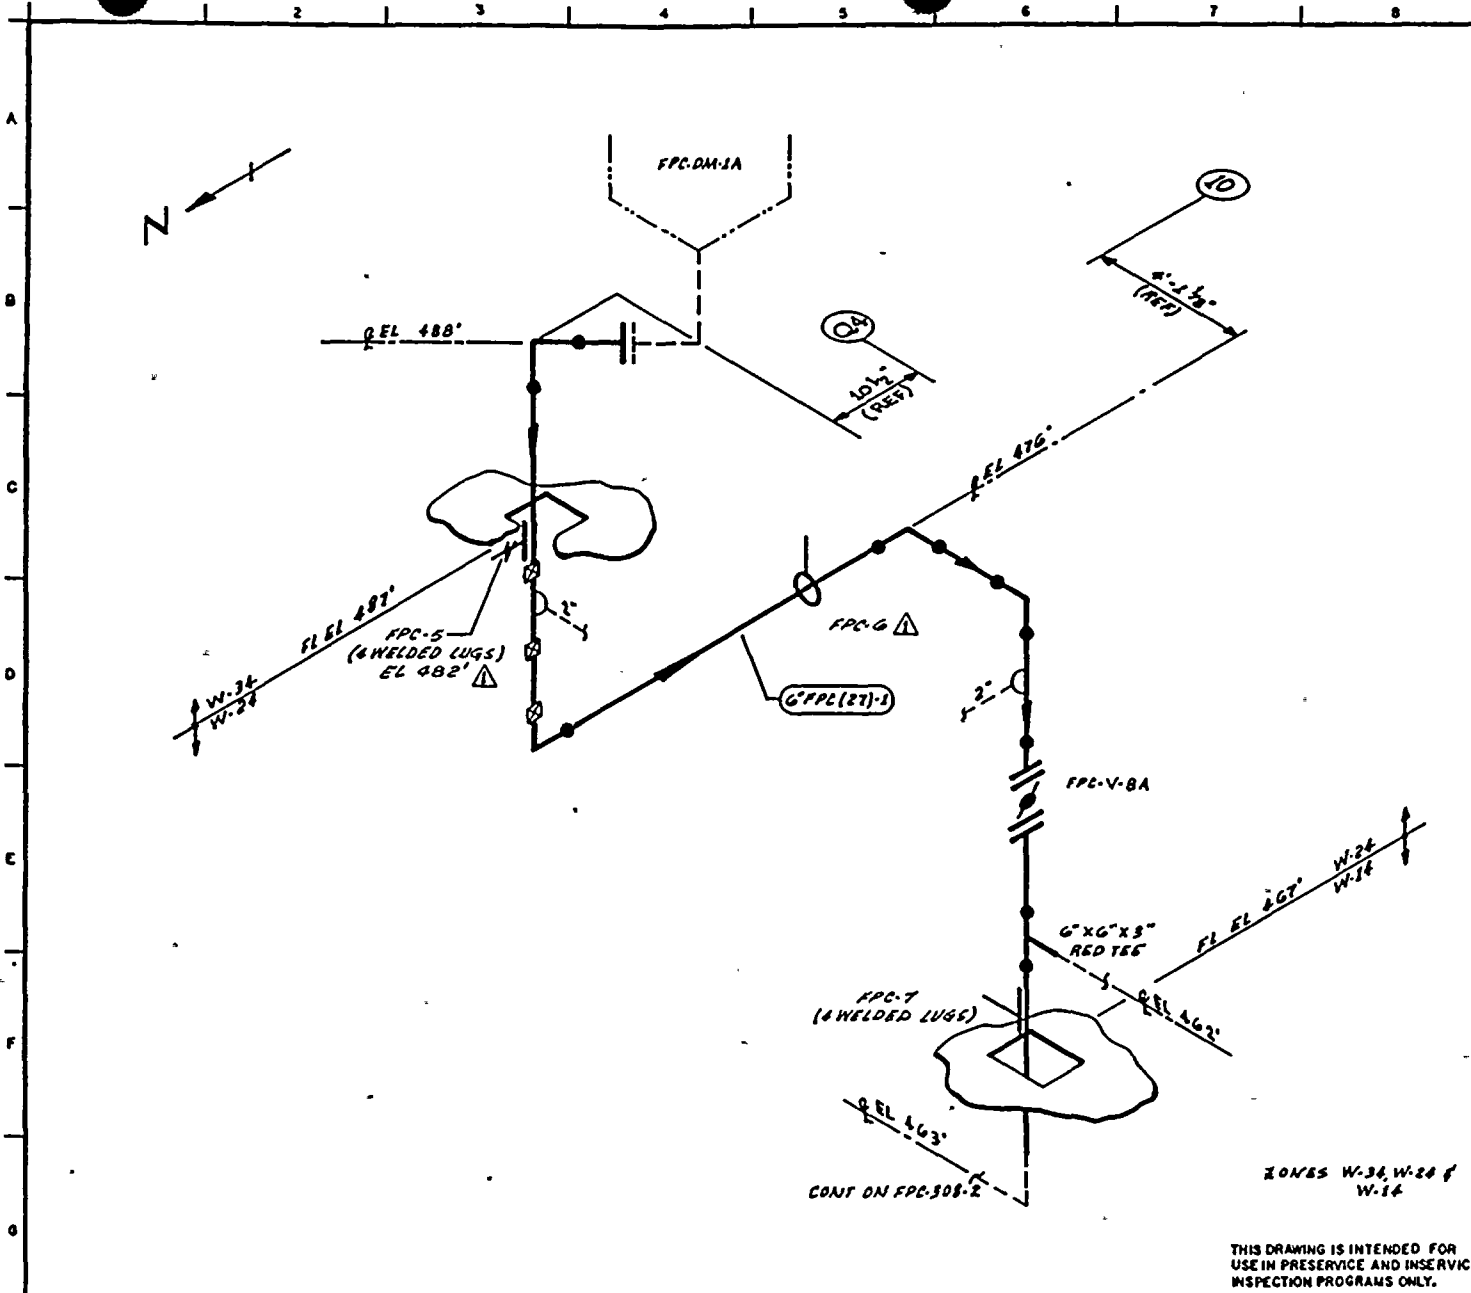 2 3 4 5 6 7 8
A
FPC-DM-1A
10
N
B
(REF)
℄ EL 488'
Q4
10½"
(REF)
℄ EL 476'
C
FL EL 487'
2"
FPC-5
(4 WELDED LUGS)
EL 482' 1
FPC-6 1
D
W-34
W-24
2"
6"FPC(27)-1
FPC-V-8A
E
W-24
W-14
FL EL 467'
6"X6"X3"
RED TEE
FPC-7
(4 WELDED LUGS)
℄ EL 462'
F
℄ EL 463'
CONT ON FPC-308-2
ZONES W-34, W-24 &
W-14
G
THIS DRAWING IS INTENDED FOR
USE IN PRESERVICE AND INSERVIC
INSPECTION PROGRAMS ONLY.